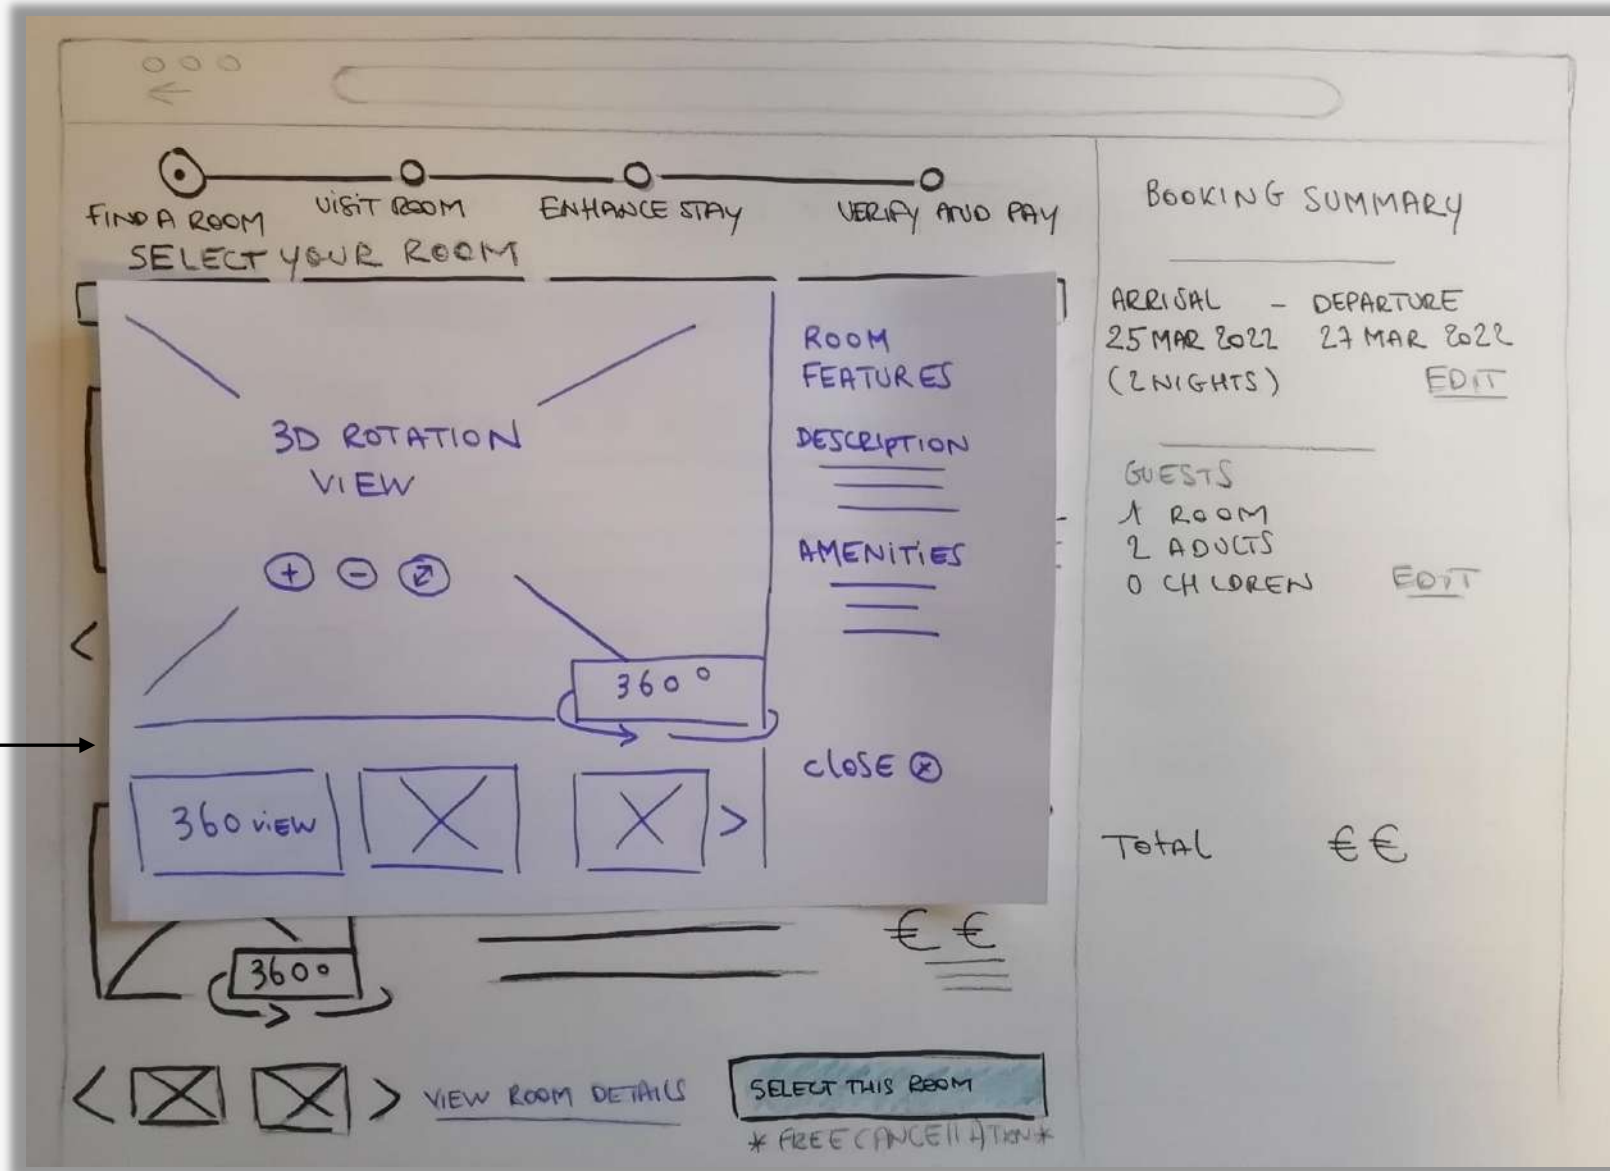 FIND A ROOM
VISIT ROOM
ENHANCE STAY
VERIFY AND PAY
SELECT YOUR ROOM
3D ROTATION
VIEW
+ -
360°
360 VIEW
>
ROOM
FEATURES
DESCRIPTION
AMENITIES
CLOSE
<
360°
€ €
< > VIEW ROOM DETAILS
SELECT THIS ROOM
* FREE CANCELLATION *
BOOKING SUMMARY
ARRIVAL - DEPARTURE
25 MAR 2022 27 MAR 2022
(2 NIGHTS) EDIT
GUESTS
1 ROOM
2 ADULTS
0 CHLDREN EDIT
TOTAL € €